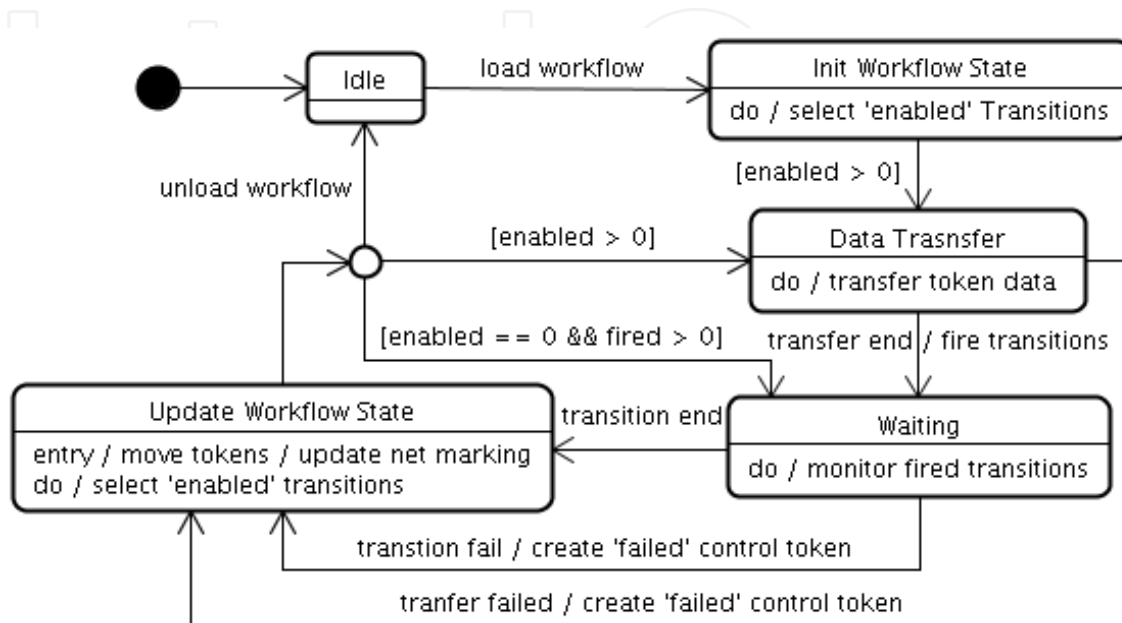 Idle
load workflow
Init Workflow State
do / select 'enabled' Transitions
unload workflow
[enabled > 0]
[enabled > 0]
Data Trasnsfer
do / transfer token data
[enabled == 0 && fired > 0]
transfer end / fire transitions
Update Workflow State
entry / move tokens / update net marking
do / select 'enabled' transitions
transition end
Waiting
do / monitor fired transitions
transtion fail / create 'failed' control token
tranfer failed / create 'failed' control token